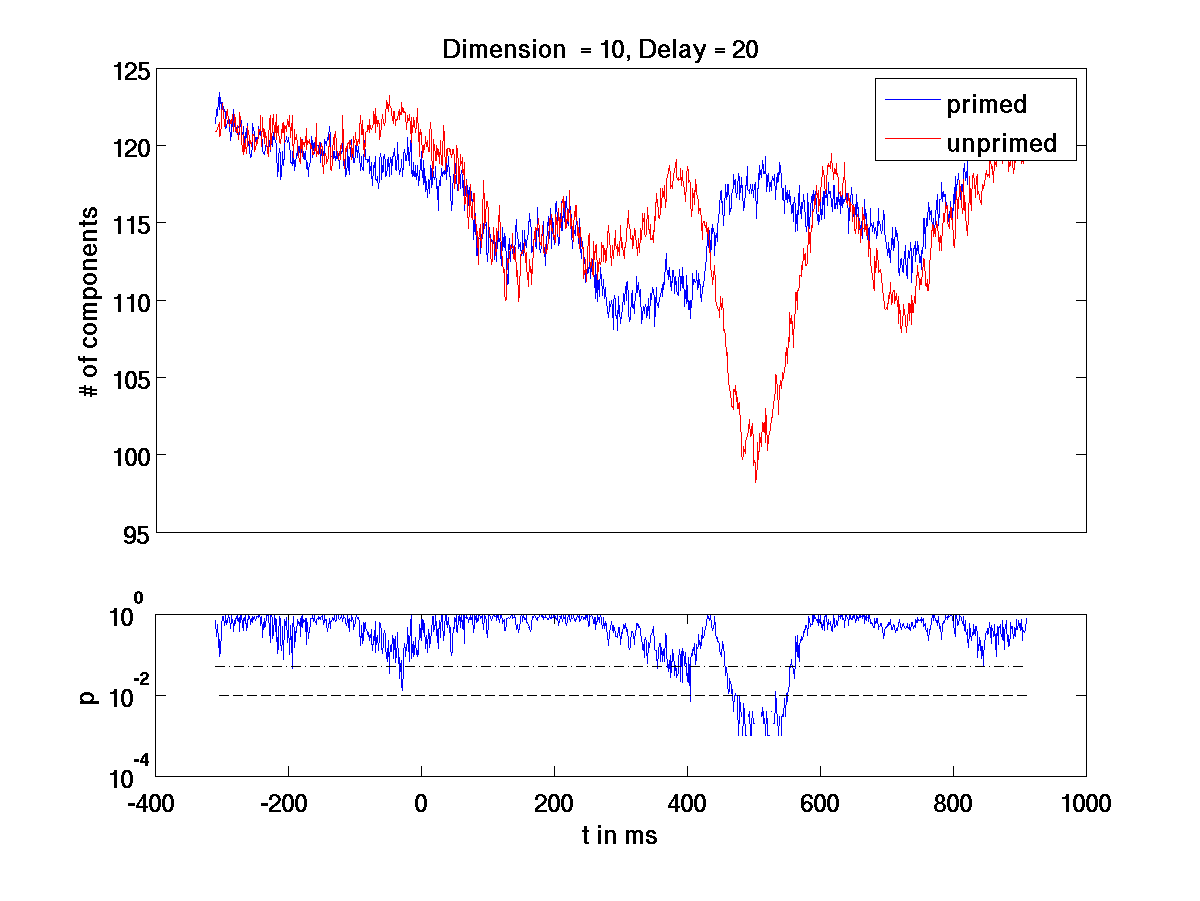 Dimension = 10, Delay = 20
125
120
115
110
105
100
95
# of components
primed
unprimed
10^0
10^-2
10^-4
p
-400 -200 0 200 400 600 800 1000
t in ms